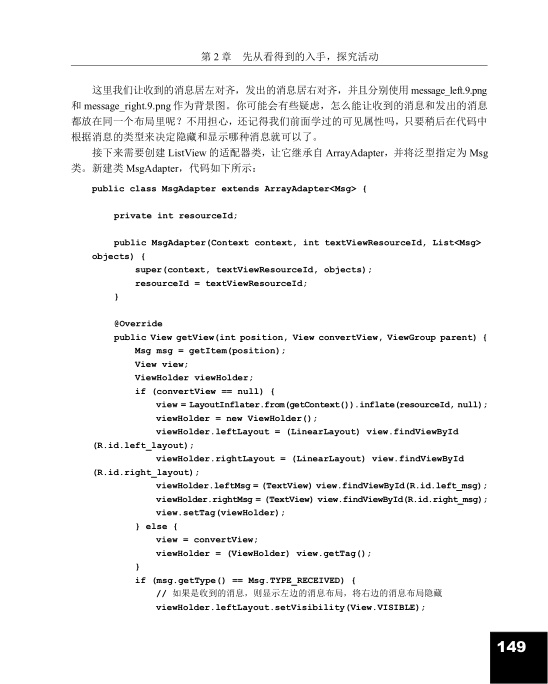 第 2 章 先从看得到的入手，探究活动
这里我们让收到的消息居左对齐，发出的消息居右对齐，并且分别使用 message_left.9.png
和 message_right.9.png 作为背景图。你可能会有些疑虑，怎么能让收到的消息和发出的消息
都放在同一个布局里呢？不用担心，还记得我们前面学过的可见属性吗，只要稍后在代码中
根据消息的类型来决定隐藏和显示哪种消息就可以了。
接下来需要创建 ListView 的适配器类，让它继承自 ArrayAdapter，并将泛型指定为 Msg
类。新建类 MsgAdapter，代码如下所示：
public class MsgAdapter extends ArrayAdapter<Msg> {
private int resourceId;
public MsgAdapter(Context context, int textViewResourceId, List<Msg>
objects) {
super(context, textViewResourceId, objects);
resourceId = textViewResourceId;
}
@Override
public View getView(int position, View convertView, ViewGroup parent) {
Msg msg = getItem(position);
View view;
ViewHolder viewHolder;
if (convertView == null) {
view = LayoutInflater.from(getContext()).inflate(resourceId, null);
viewHolder = new ViewHolder();
viewHolder.leftLayout = (LinearLayout) view.findViewById
(R.id.left_layout);
viewHolder.rightLayout = (LinearLayout) view.findViewById
(R.id.right_layout);
viewHolder.leftMsg = (TextView) view.findViewById(R.id.left_msg);
viewHolder.rightMsg = (TextView) view.findViewById(R.id.right_msg);
view.setTag(viewHolder);
} else {
view = convertView;
viewHolder = (ViewHolder) view.getTag();
}
if (msg.getType() == Msg.TYPE_RECEIVED) {
// 如果是收到的消息，则显示左边的消息布局，将右边的消息布局隐藏
viewHolder.leftLayout.setVisibility(View.VISIBLE);
149